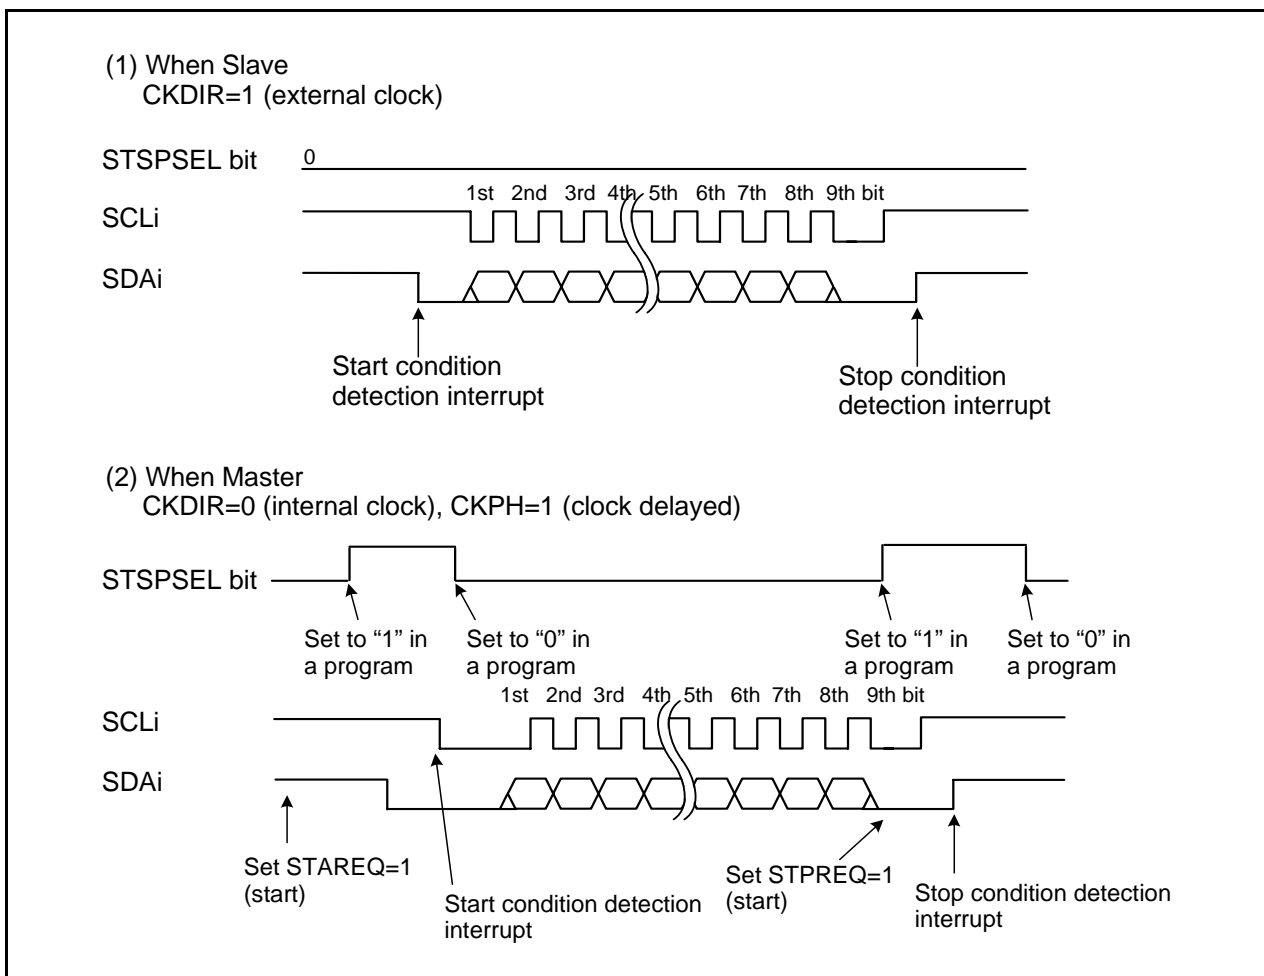 (1) When Slave
CKDIR=1 (external clock)
STSPSEL bit
0
1st 2nd 3rd 4th 5th 6th 7th 8th 9th bit
SCLi
SDAi
Start condition
detection interrupt
Stop condition
detection interrupt
(2) When Master
CKDIR=0 (internal clock), CKPH=1 (clock delayed)
STSPSEL bit
Set to “1” in
a program
Set to “0” in
a program
Set to “1” in
a program
Set to “0” in
a program
1st 2nd 3rd 4th 5th 6th 7th 8th 9th bit
SCLi
SDAi
Set STAREQ=1
(start)
Start condition detection
interrupt
Set STPREQ=1
(start)
Stop condition detection
interrupt